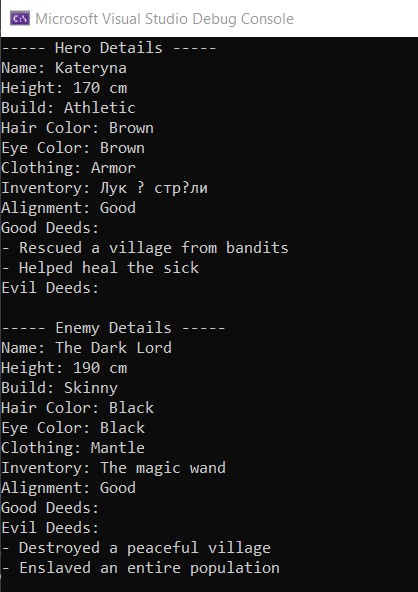 Microsoft Visual Studio Debug Console
----- Hero Details -----
Name: Kateryna
Height: 170 cm
Build: Athletic
Hair Color: Brown
Eye Color: Brown
Clothing: Armor
Inventory: Лук ? стр?ли
Alignment: Good
Good Deeds:
- Rescued a village from bandits
- Helped heal the sick
Evil Deeds:
----- Enemy Details -----
Name: The Dark Lord
Height: 190 cm
Build: Skinny
Hair Color: Black
Eye Color: Black
Clothing: Mantle
Inventory: The magic wand
Alignment: Good
Good Deeds:
Evil Deeds:
- Destroyed a peaceful village
- Enslaved an entire population